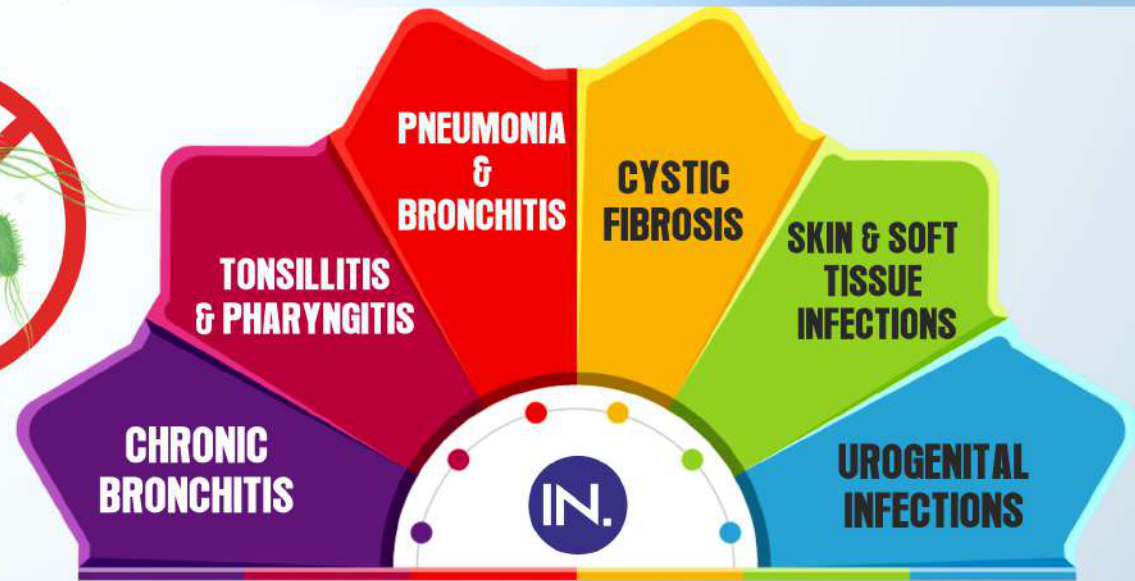 CHRONIC
BRONCHITIS
TONSILLITIS
& PHARYNGITIS
PNEUMONIA
&
BRONCHITIS
CYSTIC
FIBROSIS
SKIN & SOFT
TISSUE
INFECTIONS
UROGENITAL
INFECTIONS
IN.